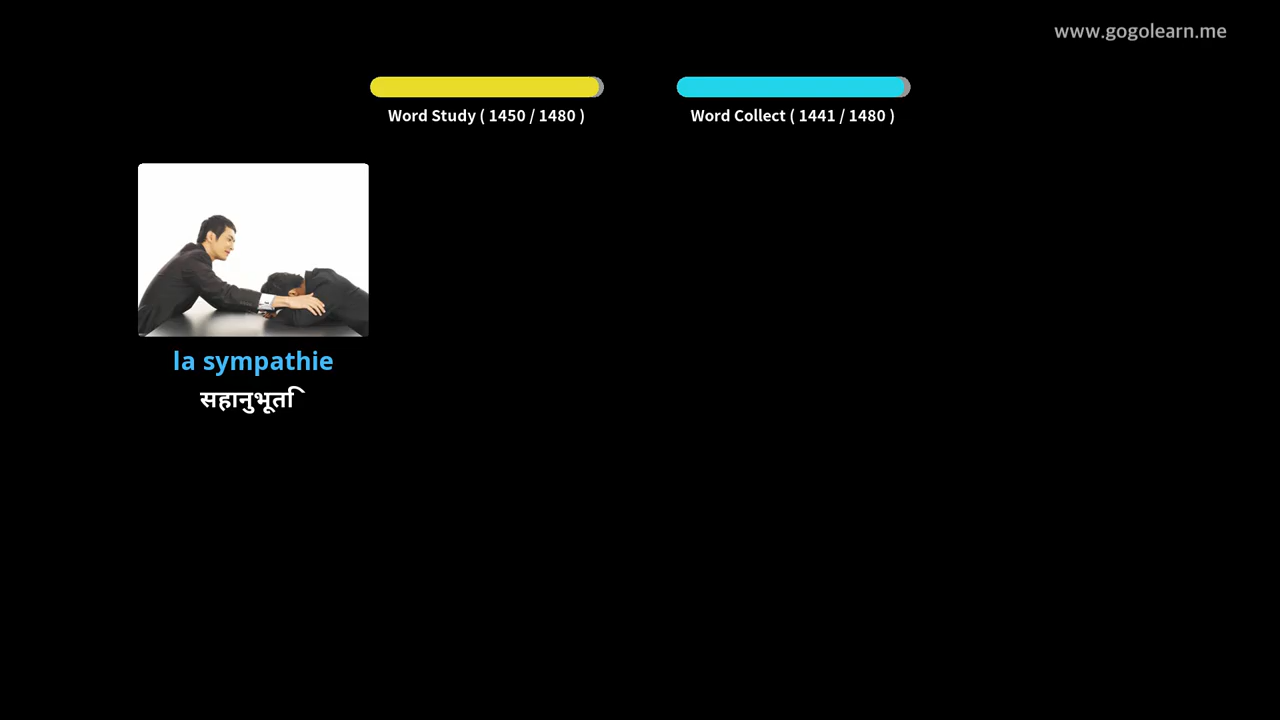 www.gogolearn.me
Word Study ( 1450 / 1480 )
Word Collect ( 1441 / 1480 )
la sympathie
सहानुभूति